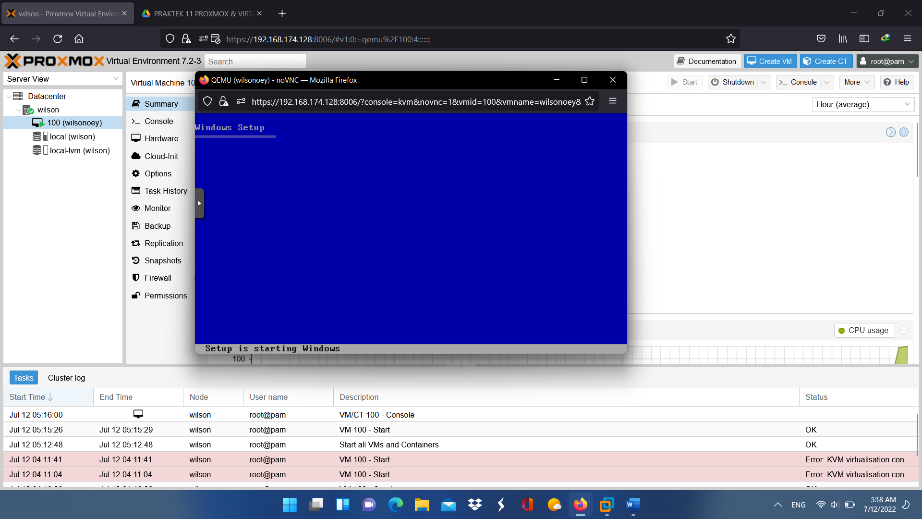 wilson - Proxmox Virtual Environm
PRAKTEK 11 PROXMOX & VIRT
https://192.168.174.128:8006/#v1:0:=qemu%2F100:4::::::
PROXMOX Virtual Environment 7.2-3
Search
Documentation
Create VM
Create CT
root@pam
Server View
Datacenter
wilson
100 (wilsonoey)
local (wilson)
local-lvm (wilson)
Virtual Machine 10
Start
Shutdown
Console
More
Help
Summary
Console
Hardware
Cloud-Init
Options
Task History
Monitor
Backup
Replication
Snapshots
Firewall
Permissions
Hour (average)
QEMU (wilsonoey) - noVNC — Mozilla Firefox
https://192.168.174.128:8006/?console=kvm&novnc=1&vmid=100&vmname=wilsonoey&
Windows Setup
Setup is starting Windows
CPU usage
100
Tasks
Cluster log
Start Time End Time Node User name Description Status
Jul 12 05:16:00 wilson root@pam VM/CT 100 - Console
Jul 12 05:15:26 Jul 12 05:15:29 wilson root@pam VM 100 - Start OK
Jul 12 05:12:48 Jul 12 05:12:48 wilson root@pam Start all VMs and Containers OK
Jul 12 04:11:41 Jul 12 04:11:41 wilson root@pam VM 100 - Start Error: KVM virtualisation con
Jul 12 04:11:04 Jul 12 04:11:04 wilson root@pam VM 100 - Start Error: KVM virtualisation con
ENG
5:18 AM
7/12/2022